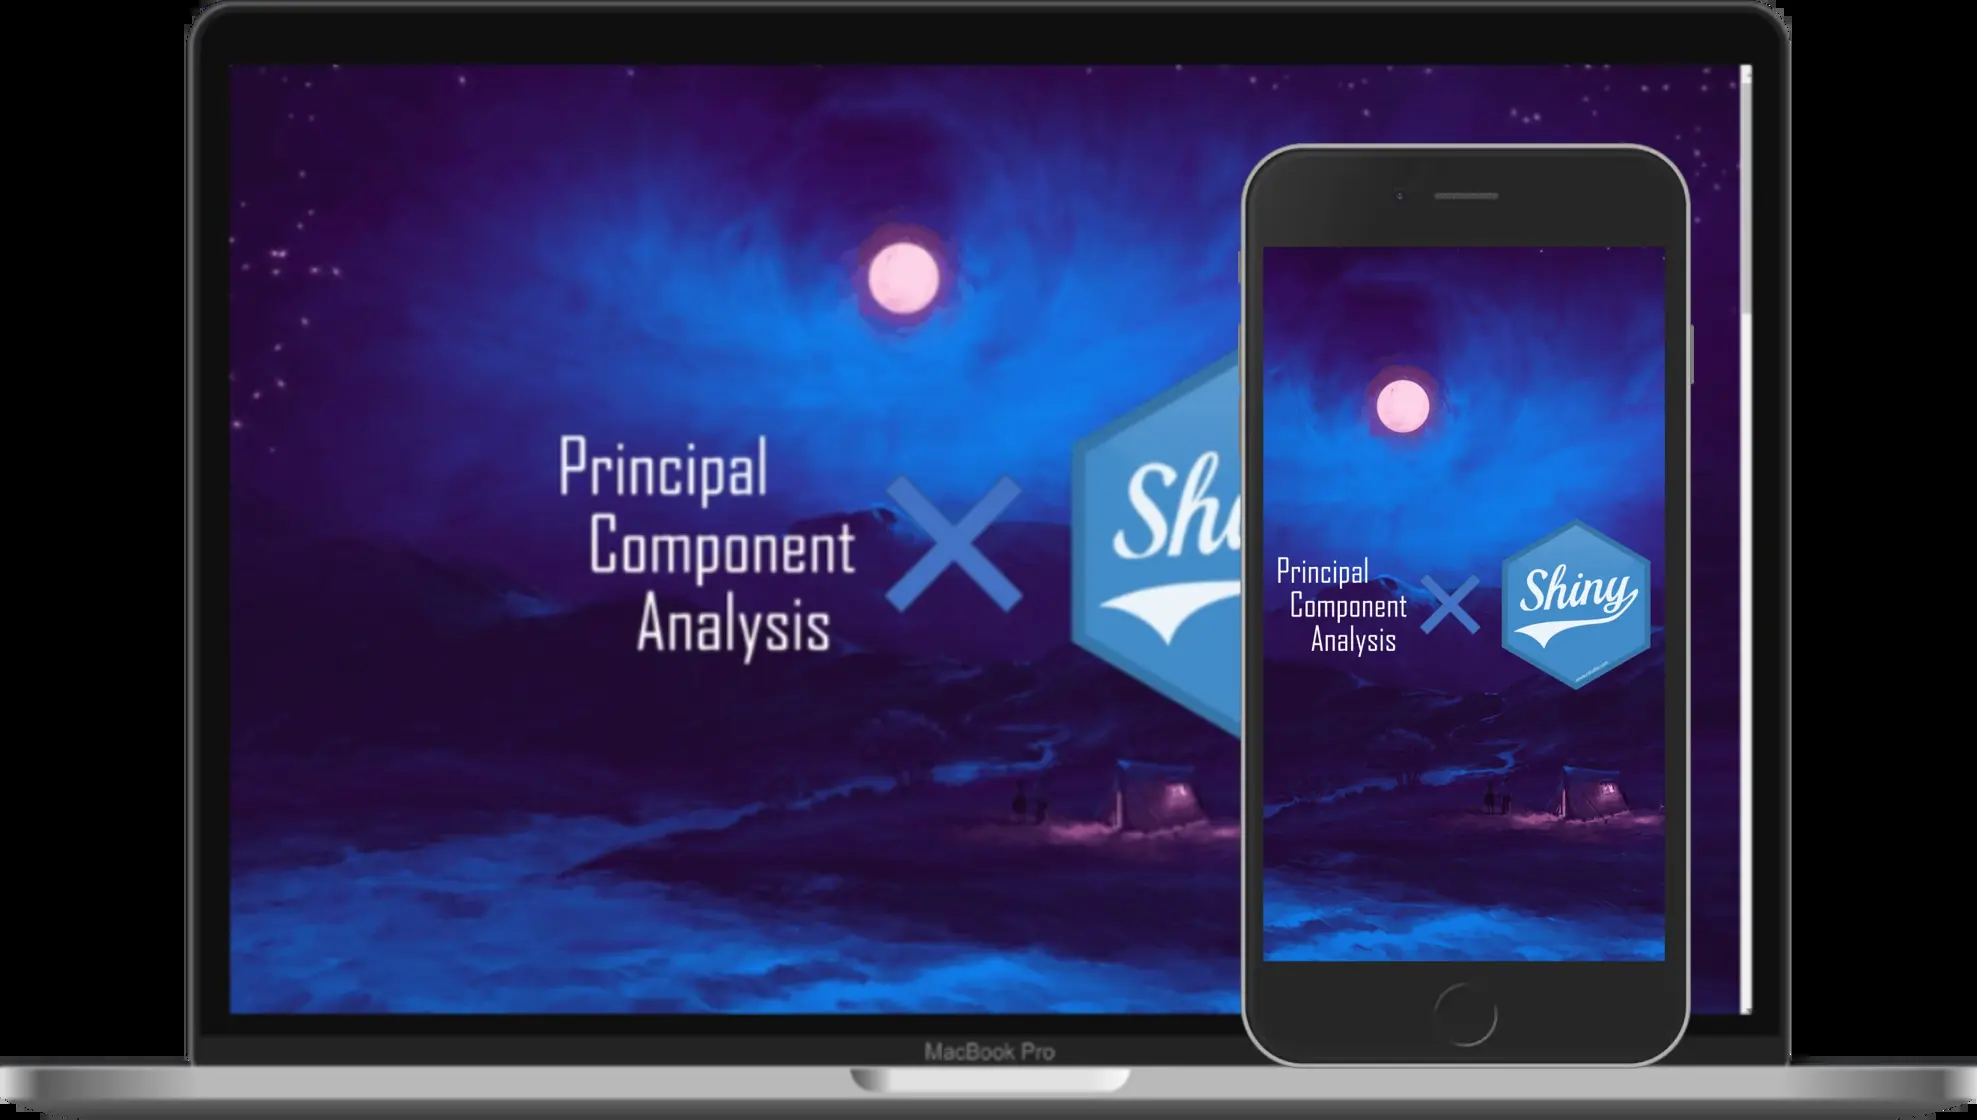 Principal
Component
Analysis
Shi
Principal
Component
Analysis
Shiny
MacBook Pro